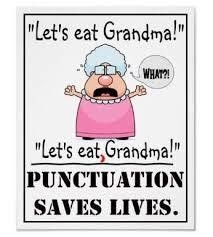 "Let's eat Grandma!"
WHAT?!
"Let's eat, Grandma!"
PUNCTUATION
SAVES LIVES.